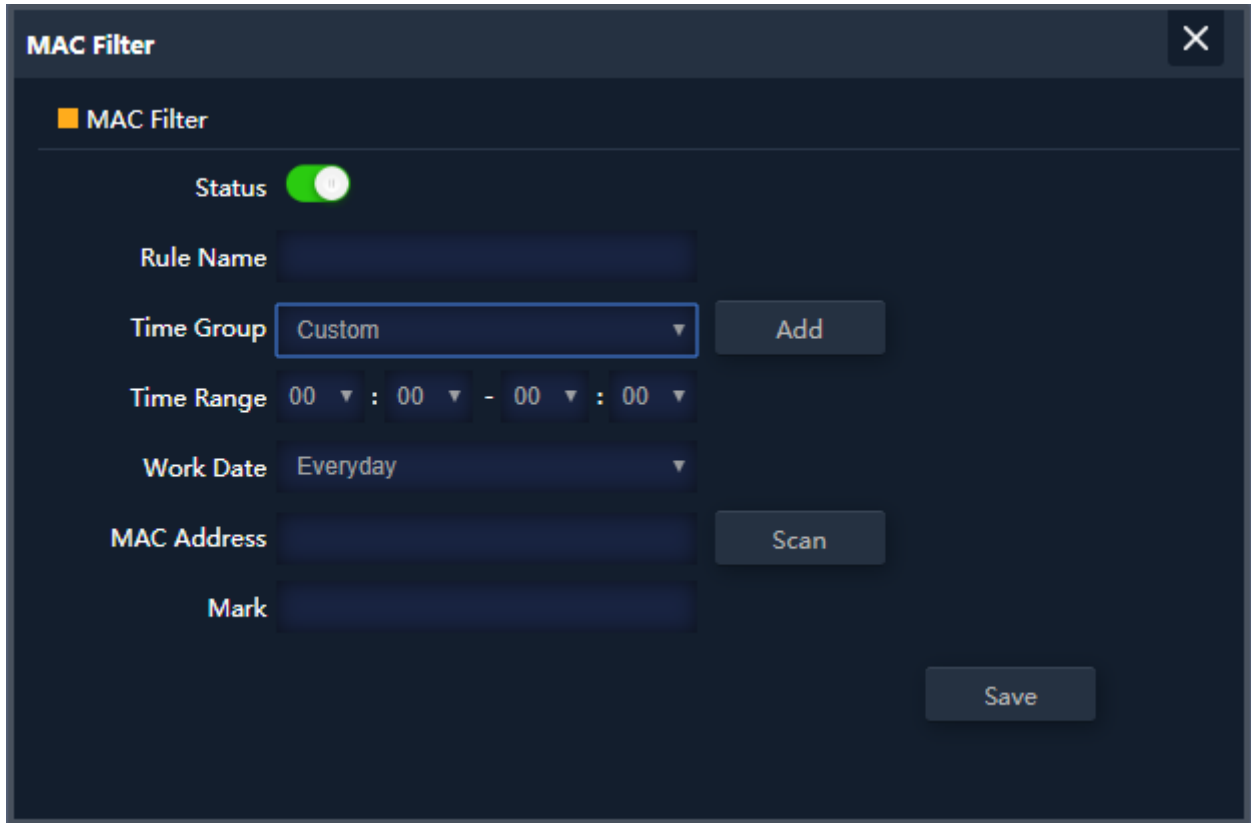 MAC Filter
MAC Filter
Status
Rule Name
Time Group Custom Add
Time Range 00 : 00 - 00 : 00
Work Date Everyday
MAC Address Scan
Mark
Save